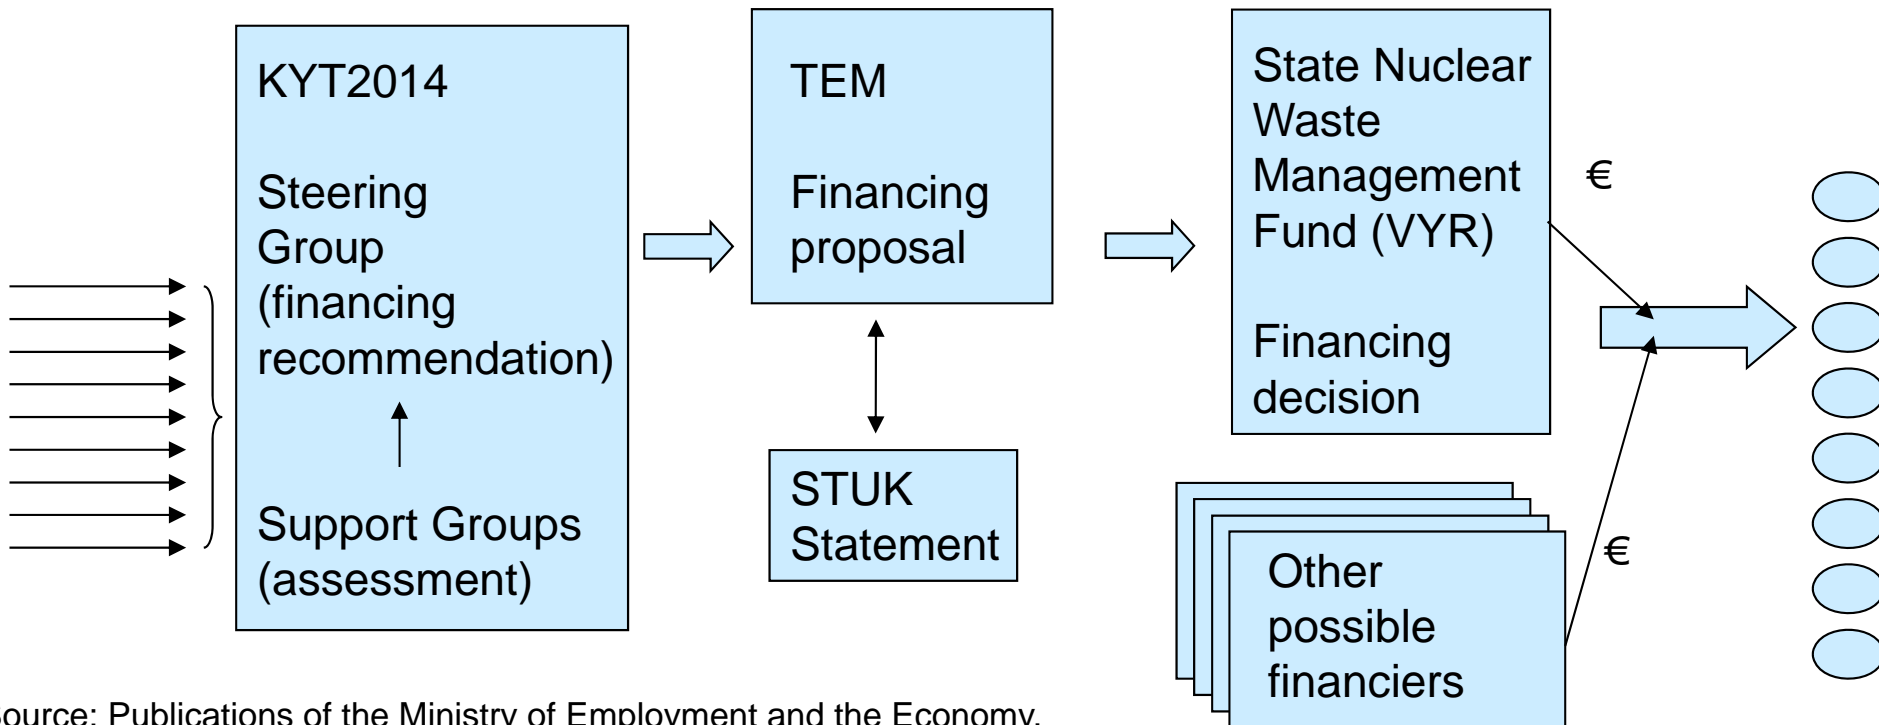 KYT2014
Steering
Group
(financing
recommendation)
Support Groups
(assessment)
TEM
Financing
proposal
STUK
Statement
State Nuclear
Waste
Management
Fund (VYR)
Financing
decision
€
€
Other
possible
financiers
Source: Publications of the Ministry of Employment and the Economy,